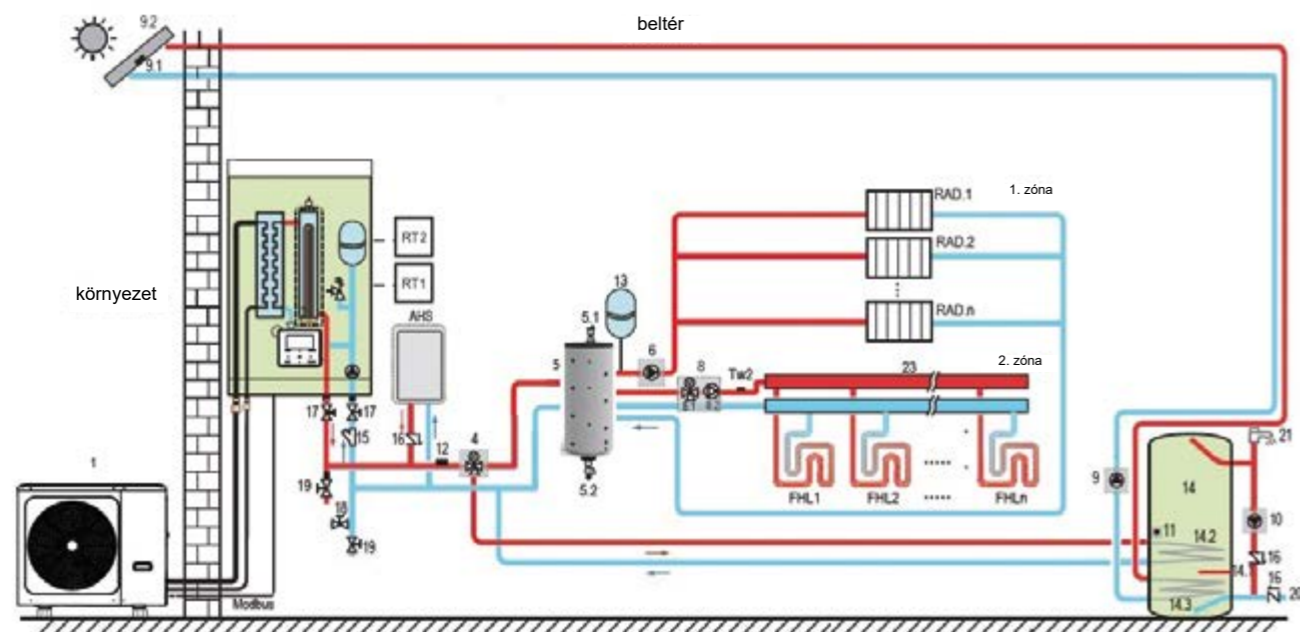 beltér
9.2
9.1
környezet
RT2
RT1
AHS
RAD.1
1. zóna
RAD.2
RAD.n
13
5.1
5
6
8
Tw2
23
2. zóna
17
17
16
15
12
4
5.2
19
18
19
FHL1
FHL2
.....
FHLn
1
Modbus
9
14
21
10
11
14.2
16
16
20
14.3